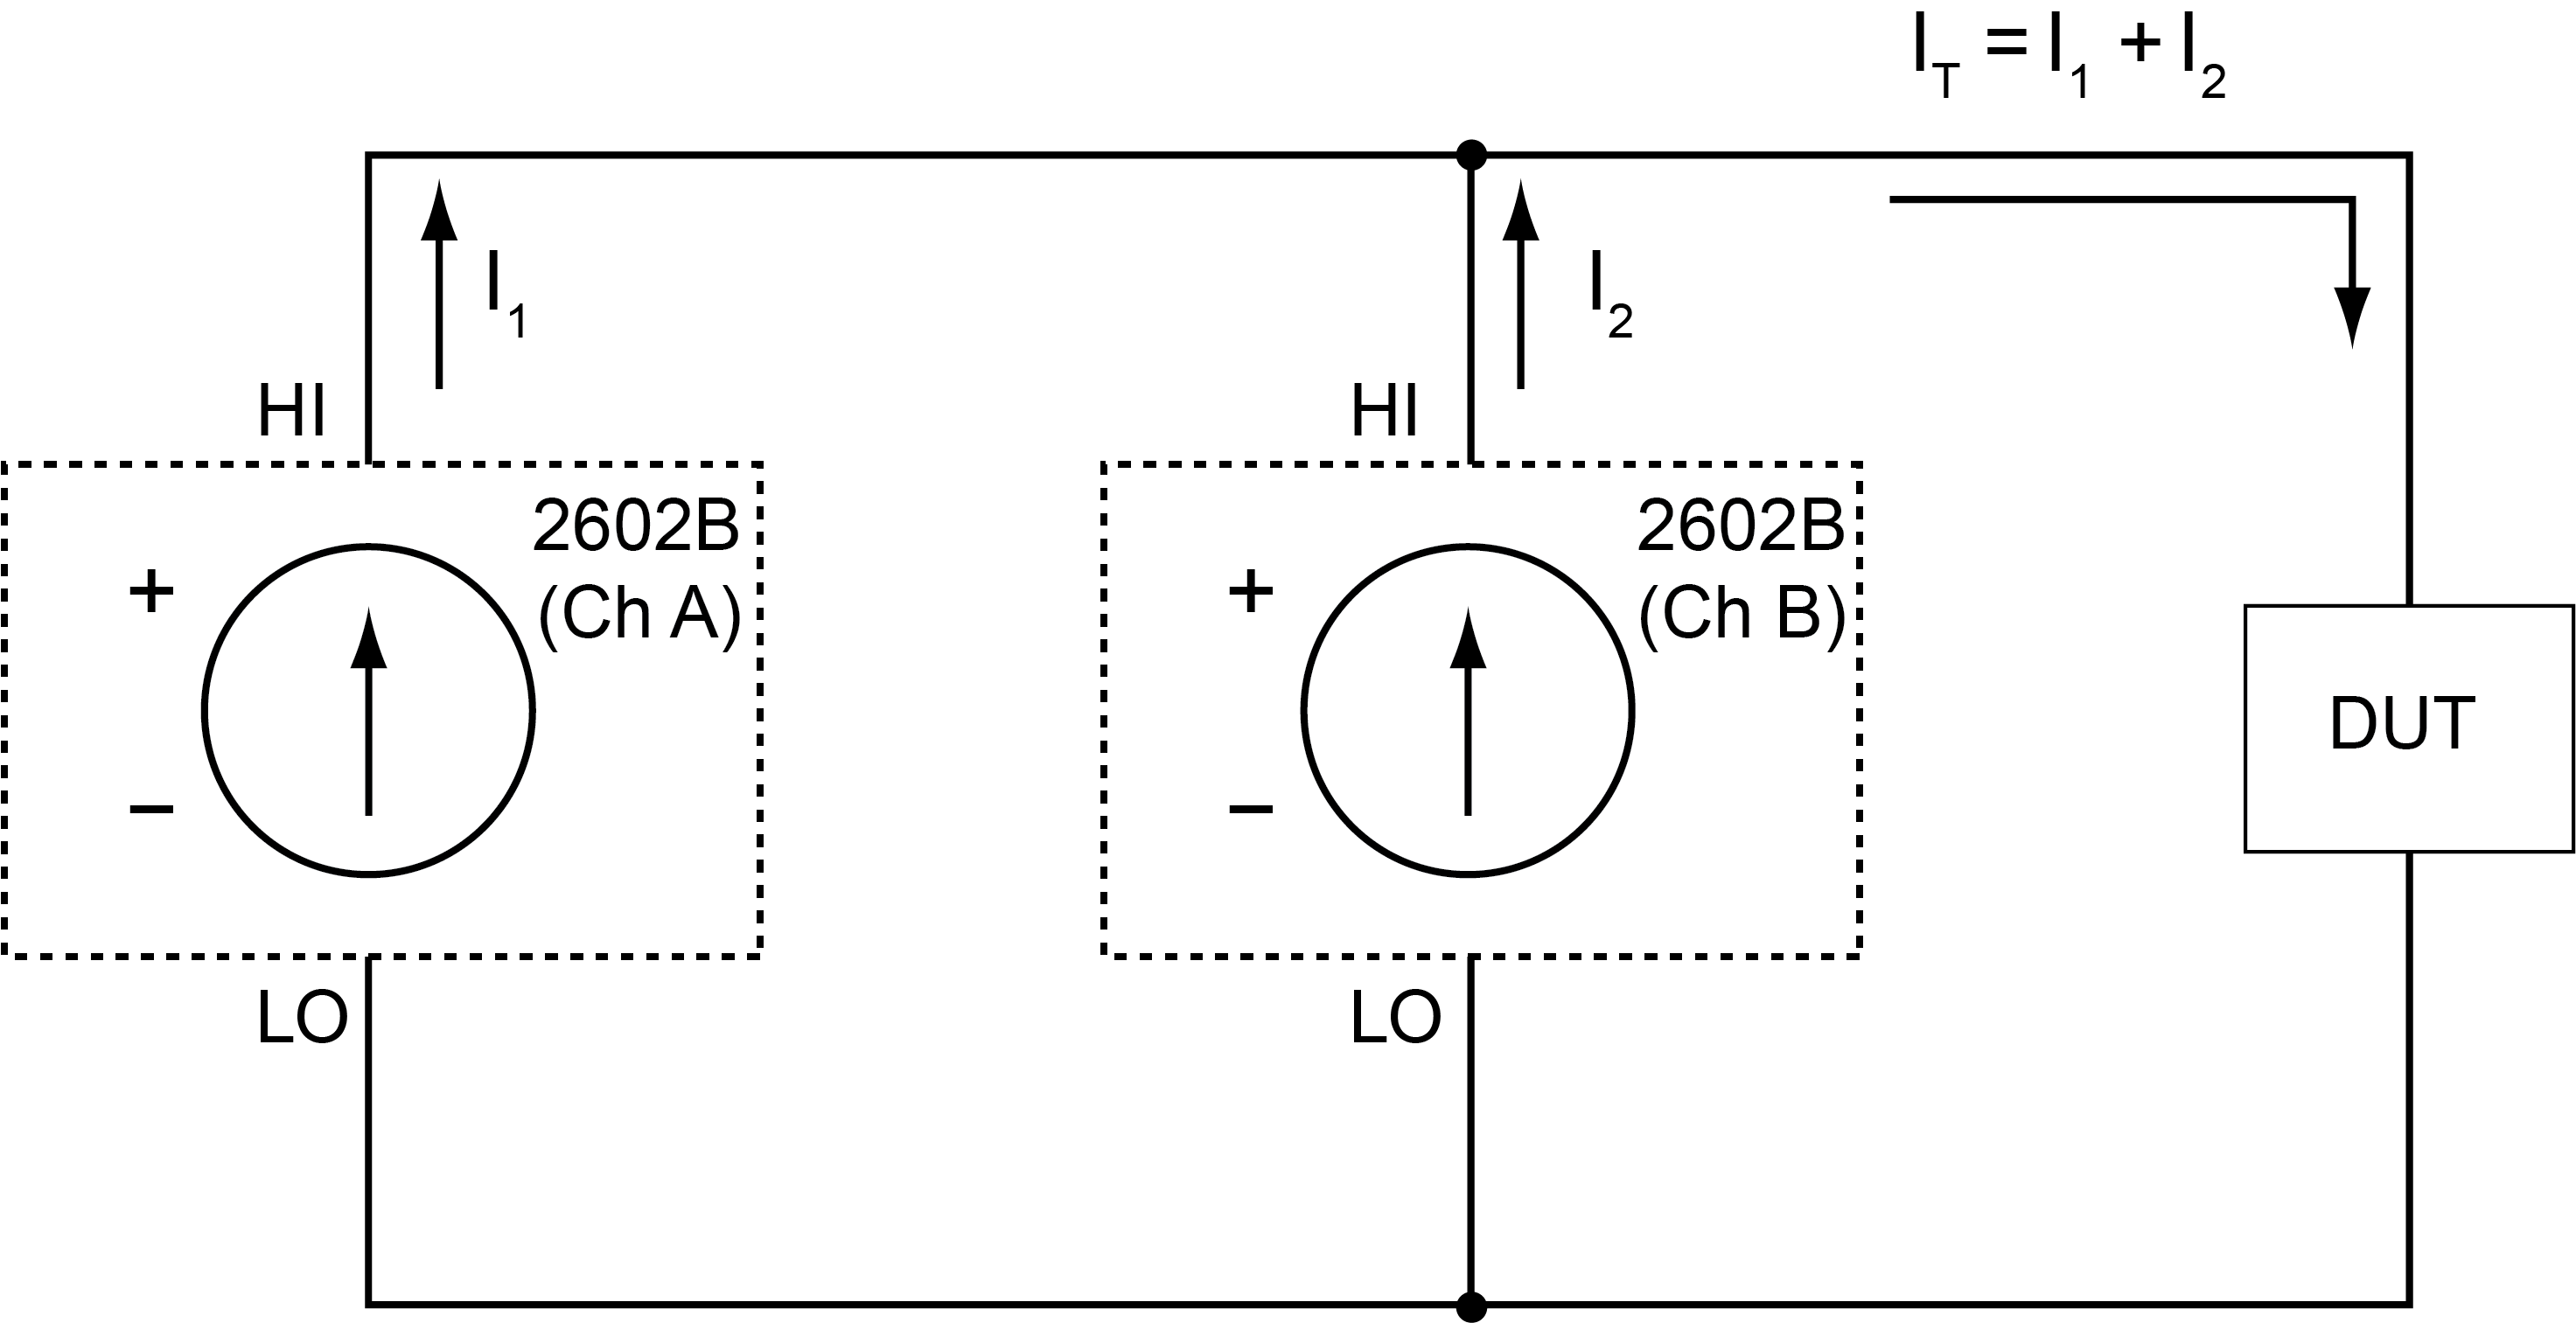 I_T = I_1 + I_2
I_1
I_2
HI
HI
2602B
(Ch A)
2602B
(Ch B)
+
+
DUT
−
−
LO
LO